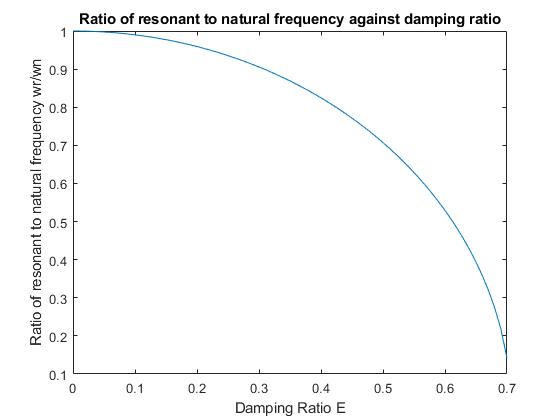 Ratio of resonant to natural frequency against damping ratio
Ratio of resonant to natural frequency wr/wn
1
0.9
0.8
0.7
0.6
0.5
0.4
0.3
0.2
0.1
0 0.1 0.2 0.3 0.4 0.5 0.6 0.7
Damping Ratio E